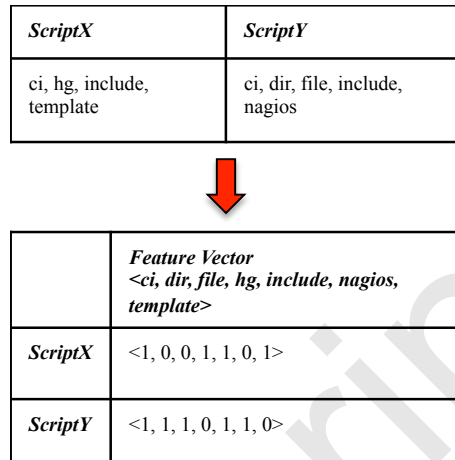 ScriptX
ScriptY
ci, hg, include,
template
ci, dir, file, include,
nagios
Feature Vector
<ci, dir, file, hg, include, nagios,
template>
ScriptX
<1, 0, 0, 1, 1, 0, 1>
ScriptY
<1, 1, 1, 0, 1, 1, 0>